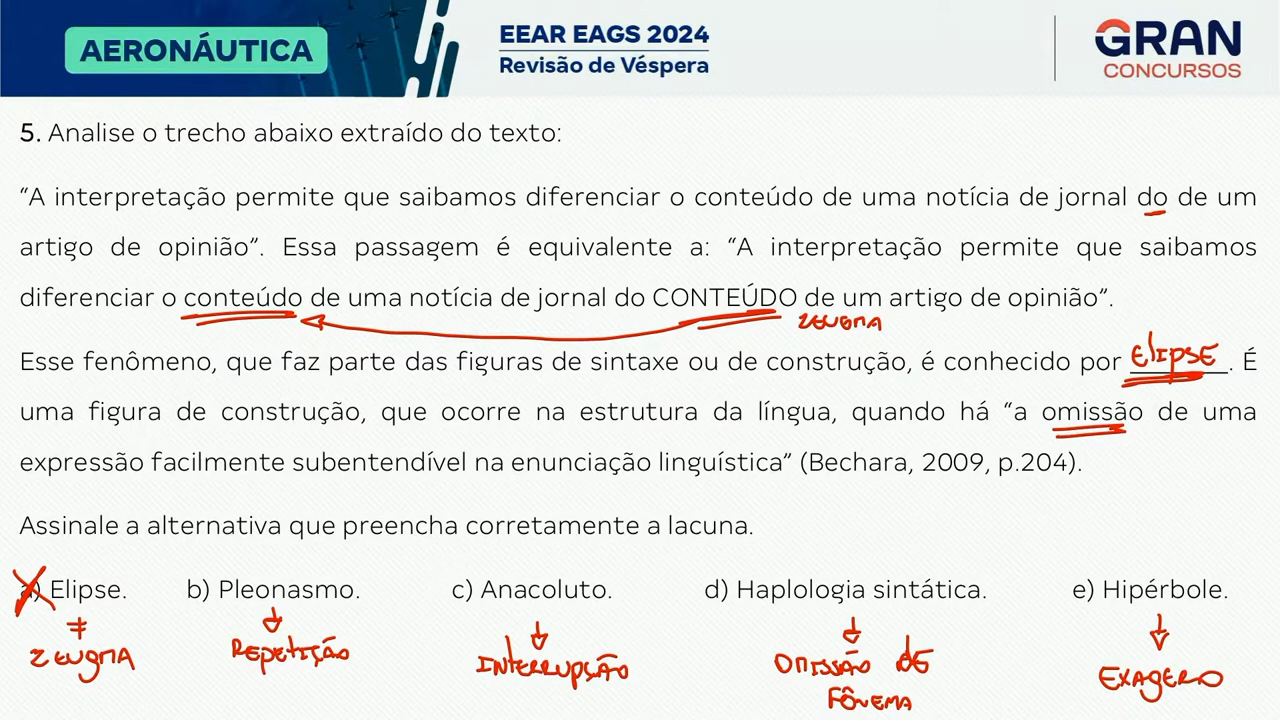 AERONÁUTICA
EEAR EAGS 2024
Revisão de Véspera
GRAN
CONCURSOS
5. Analise o trecho abaixo extraído do texto:
“A interpretação permite que saibamos diferenciar o conteúdo de uma notícia de jornal do de um
artigo de opinião”. Essa passagem é equivalente a: “A interpretação permite que saibamos
diferenciar o conteúdo de uma notícia de jornal do CONTEÚDO de um artigo de opinião”.
ZEUGMA
Esse fenômeno, que faz parte das figuras de sintaxe ou de construção, é conhecido por ElipSE. É
uma figura de construção, que ocorre na estrutura da língua, quando há “a omissão de uma
expressão facilmente subentendível na enunciação linguística” (Bechara, 2009, p.204).
Assinale a alternativa que preencha corretamente a lacuna.
a) Elipse. b) Pleonasmo. c) Anacoluto. d) Haplologia sintática. e) Hipérbole.
≠ ↓ ↓ ↓ ↓
ZEUGMA REPETIÇÃO INTERRUPÇÃO OMISSÃO DE EXAGERO
FÔNEMA